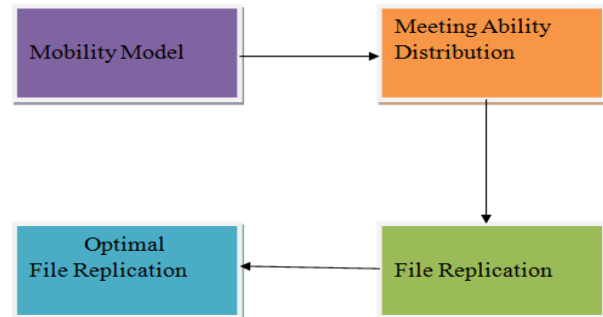 Mobility Model
Meeting Ability
Distribution
File Replication
Optimal
File Replication